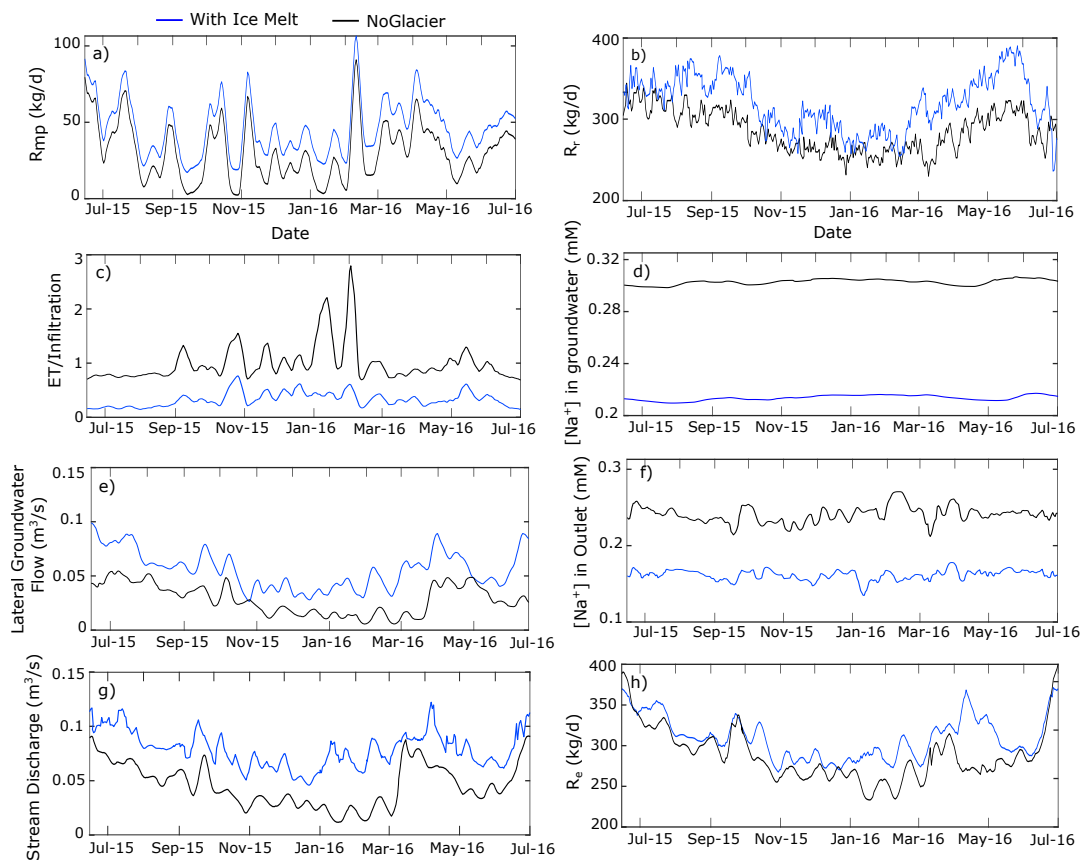 With Ice Melt
NoGlacier
a)
Rmp (kg/d)
100
50
0
Jul-15 Sep-15 Nov-15 Jan-16 Mar-16 May-16 Jul-16
Date
b)
Rr (kg/d)
400
300
200
Jul-15 Sep-15 Nov-15 Jan-16 Mar-16 May-16 Jul-16
Date
c)
ET/Infiltration
3
2
1
0
Jul-15 Sep-15 Nov-15 Jan-16 Mar-16 May-16 Jul-16
d)
[Na⁺] in groundwater (mM)
0.32
0.28
0.24
0.2
Jul-15 Sep-15 Nov-15 Jan-16 Mar-16 May-16 Jul-16
e)
Lateral Groundwater
Flow (m³/s)
0.15
0.1
0.05
0
Jul-15 Sep-15 Nov-15 Jan-16 Mar-16 May-16 Jul-16
f)
[Na⁺] in Outlet (mM)
0.3
0.2
0.1
Jul-15 Sep-15 Nov-15 Jan-16 Mar-16 May-16 Jul-16
g)
Stream Discharge (m³/s)
0.15
0.1
0.05
0
Jul-15 Sep-15 Nov-15 Jan-16 Mar-16 May-16 Jul-16
h)
Re (kg/d)
400
350
300
250
200
Jul-15 Sep-15 Nov-15 Jan-16 Mar-16 May-16 Jul-16